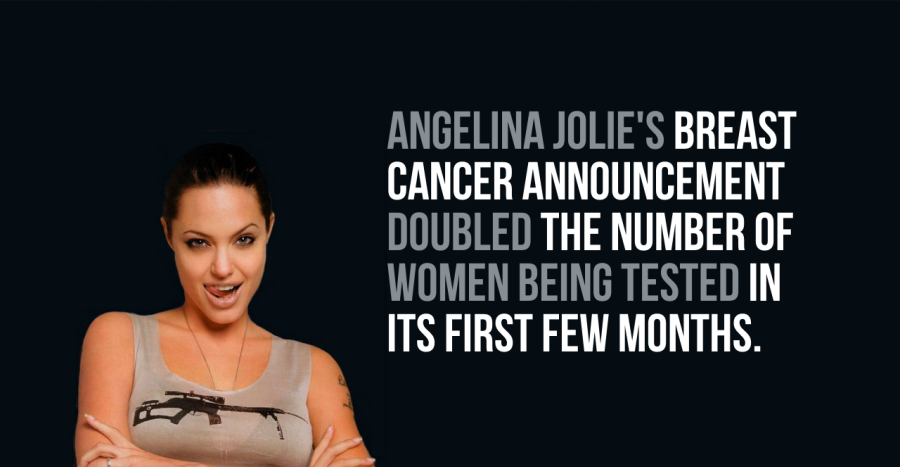 ANGELINA JOLIE'S BREAST
CANCER ANNOUNCEMENT
DOUBLED THE NUMBER OF
WOMEN BEING TESTED IN
ITS FIRST FEW MONTHS.